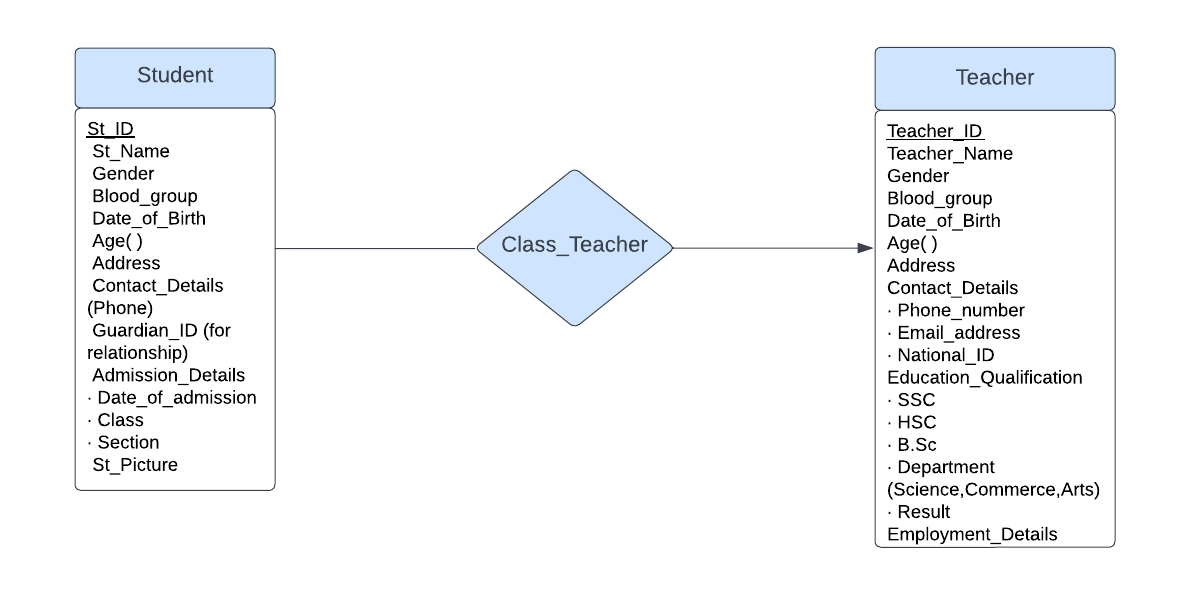 Student
St_ID
St_Name
Gender
Blood_group
Date_of_Birth
Age( )
Address
Contact_Details
(Phone)
Guardian_ID (for
relationship)
Admission_Details
· Date_of_admission
· Class
· Section
St_Picture
Class_Teacher
Teacher
Teacher_ID
Teacher_Name
Gender
Blood_group
Date_of_Birth
Age( )
Address
Contact_Details
· Phone_number
· Email_address
· National_ID
Education_Qualification
· SSC
· HSC
· B.Sc
· Department
(Science,Commerce,Arts)
· Result
Employment_Details